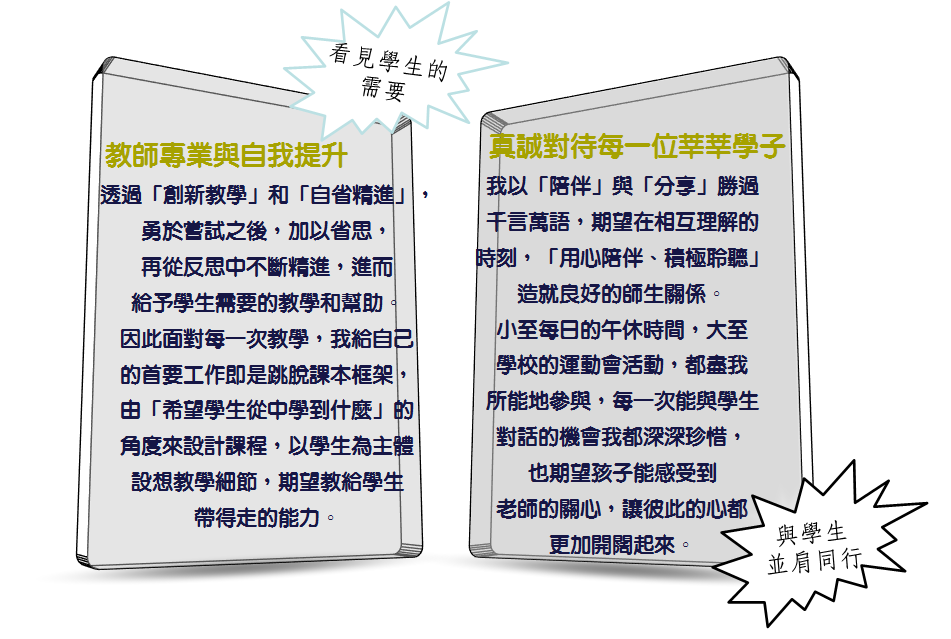 看見學生的
需要
教師專業與自我提升
透過「創新教學」和「自省精進」，
勇於嘗試之後，加以省思，
再從反思中不斷精進，進而
給予學生需要的教學和幫助。
因此面對每一次教學，我給自己
的首要工作即是跳脫課本框架，
由「希望學生從中學到什麼」的
角度來設計課程，以學生為主體
設想教學細節，期望教給學生
帶得走的能力。
真誠對待每一位莘莘學子
我以「陪伴」與「分享」勝過
千言萬語，期望在相互理解的
時刻，「用心陪伴、積極聆聽」
造就良好的師生關係。
小至每日的午休時間，大至
學校的運動會活動，都盡我
所能地參與，每一次能與學生
對話的機會我都深深珍惜，
也期望孩子能感受到
老師的關心，讓彼此的心都
更加開闊起來。
與學生
並肩同行